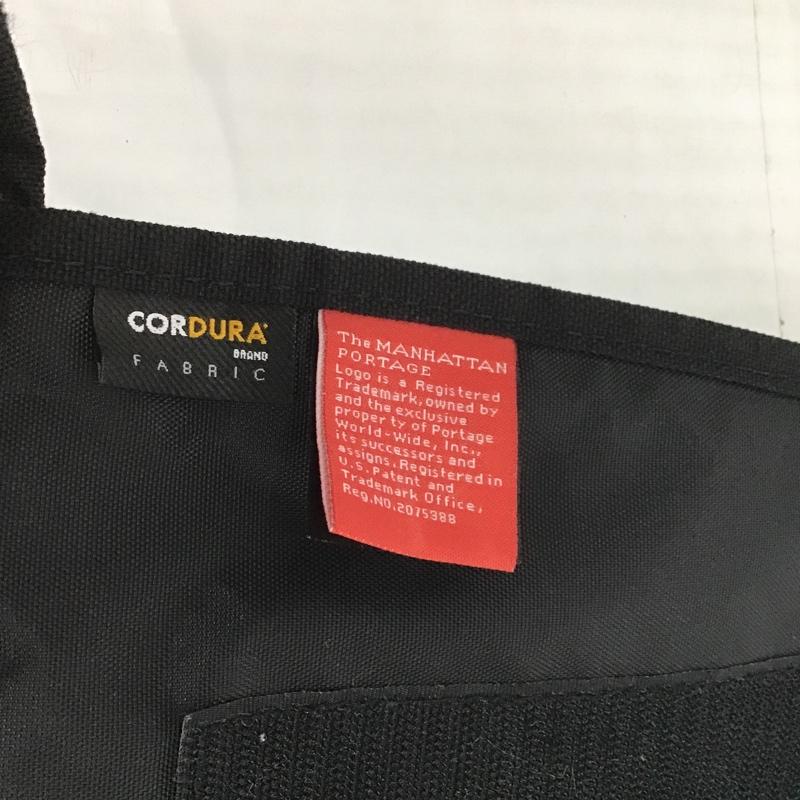 CORDURA
BRAND
FABRIC
The MANHATTAN
PORTAGE
Logo is a Registered
Trademark, owned by
and the exclusive
property of Portage
World-Wide, Inc.,
its successors and
assigns. Registered in
U.S. Patent and
Trademark Office,
Reg.NO.2075388